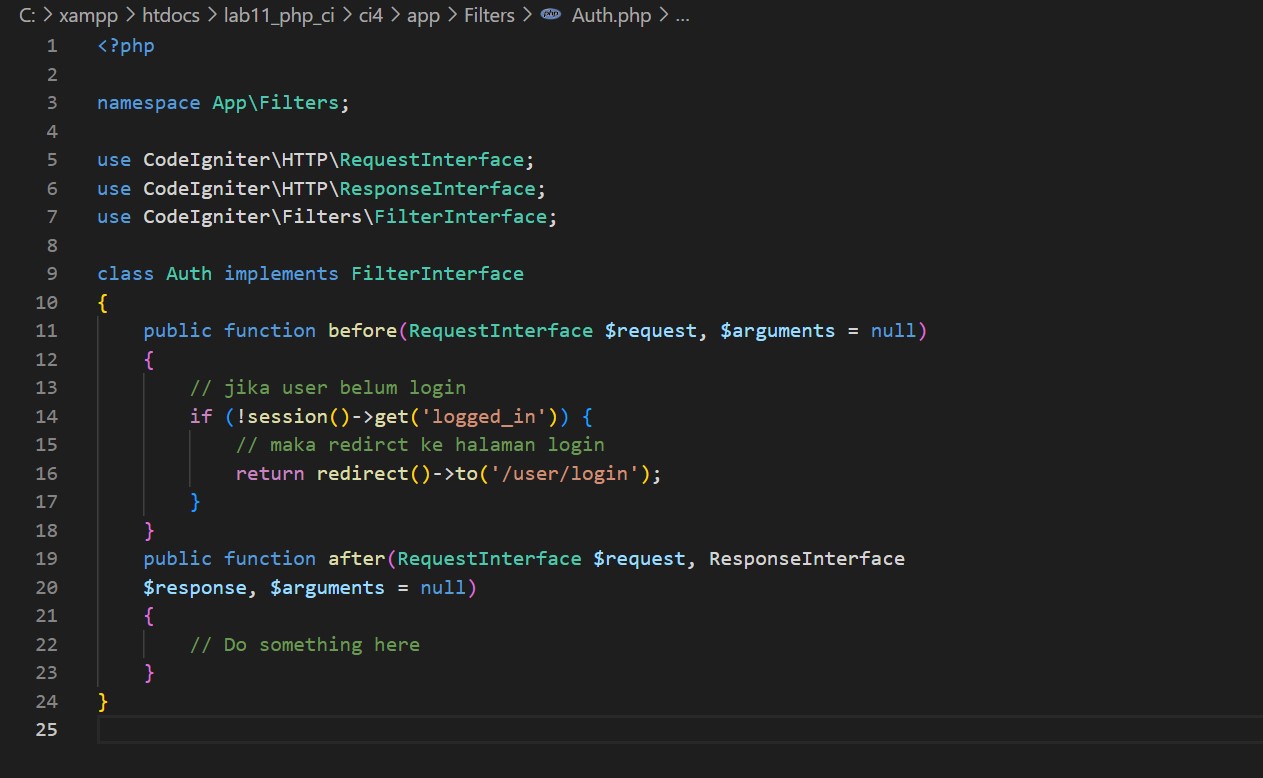 C: > xampp > htdocs > lab11_php_ci > ci4 > app > Filters > php Auth.php > ...
1 <?php
2
3 namespace App\Filters;
4
5 use CodeIgniter\HTTP\RequestInterface;
6 use CodeIgniter\HTTP\ResponseInterface;
7 use CodeIgniter\Filters\FilterInterface;
8
9 class Auth implements FilterInterface
10 {
11     public function before(RequestInterface $request, $arguments = null)
12     {
13         // jika user belum login
14         if (!session()->get('logged_in')) {
15             // maka redirct ke halaman login
16             return redirect()->to('/user/login');
17         }
18     }
19     public function after(RequestInterface $request, ResponseInterface
20     $response, $arguments = null)
21     {
22         // Do something here
23     }
24 }
25